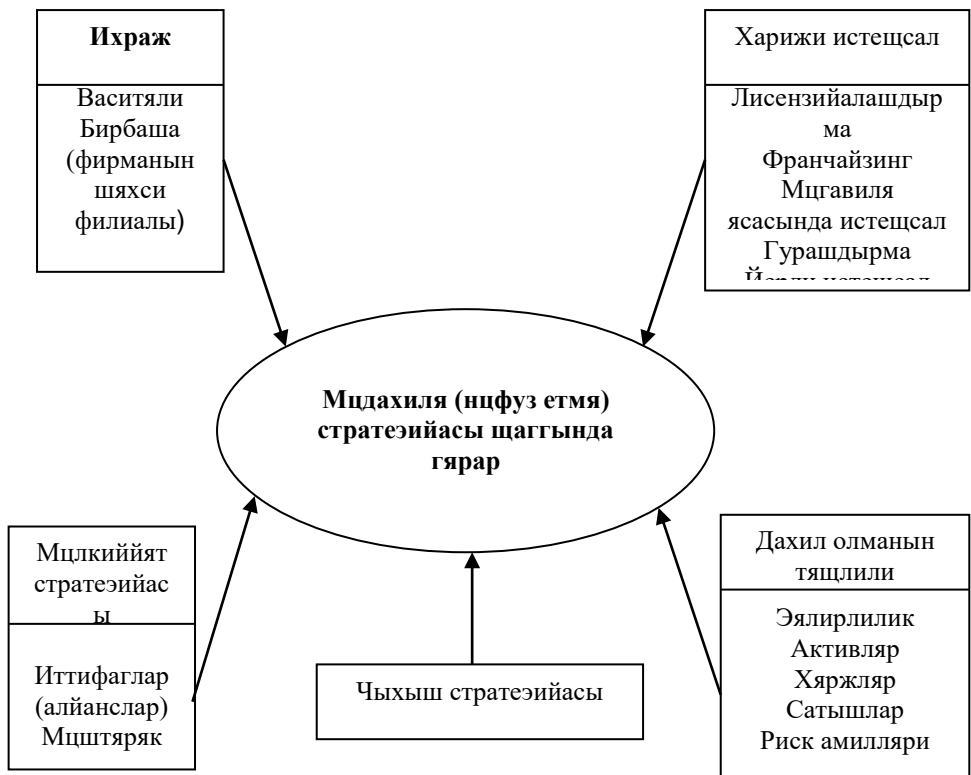 Ихраж
Васитяли
Бирбаша
(фирманын
шяхси
филиалы)
Харижи истещсал
Лисензийалашдыр
ма
Франчайзинг
Мцгавиля
ясасында истещсал
Гурашдырма
Мцдахиля (нцфуз етмя)
стратеэийасы щаггында
гярар
Мцлкиййят
стратеэийас
ы
Иттифаглар
(алйанслар)
Мцштяряк
Чыхыш стратеэийасы
Дахил олманын
тящлили
Эялирлилик
Активляр
Хяржляр
Сатышлар
Риск амилляри